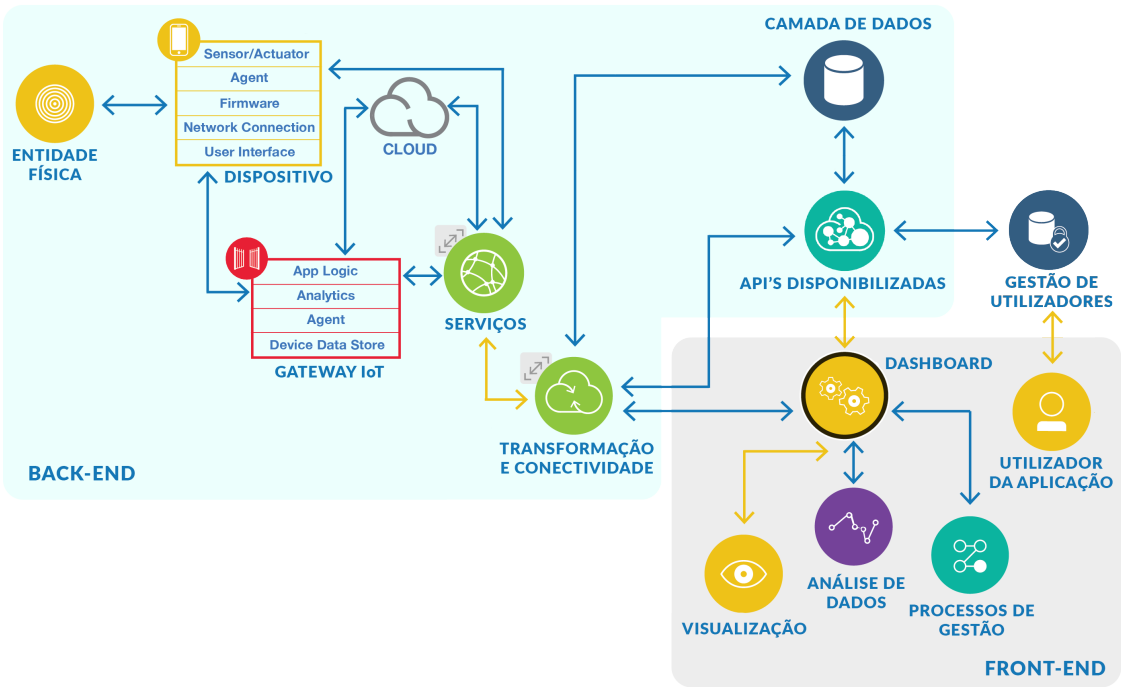 CAMADA DE DADOS
Sensor/Actuator
Agent
Firmware
Network Connection
User Interface
DISPOSITIVO
ENTIDADE
FÍSICA
CLOUD
App Logic
Analytics
Agent
Device Data Store
GATEWAY IoT
SERVIÇOS
API'S DISPONIBILIZADAS
GESTÃO DE
UTILIZADORES
TRANSFORMAÇÃO
E CONECTIVIDADE
BACK-END
DASHBOARD
UTILIZADOR
DA APLICAÇÃO
VISUALIZAÇÃO
ANÁLISE DE
DADOS
PROCESSOS DE
GESTÃO
FRONT-END